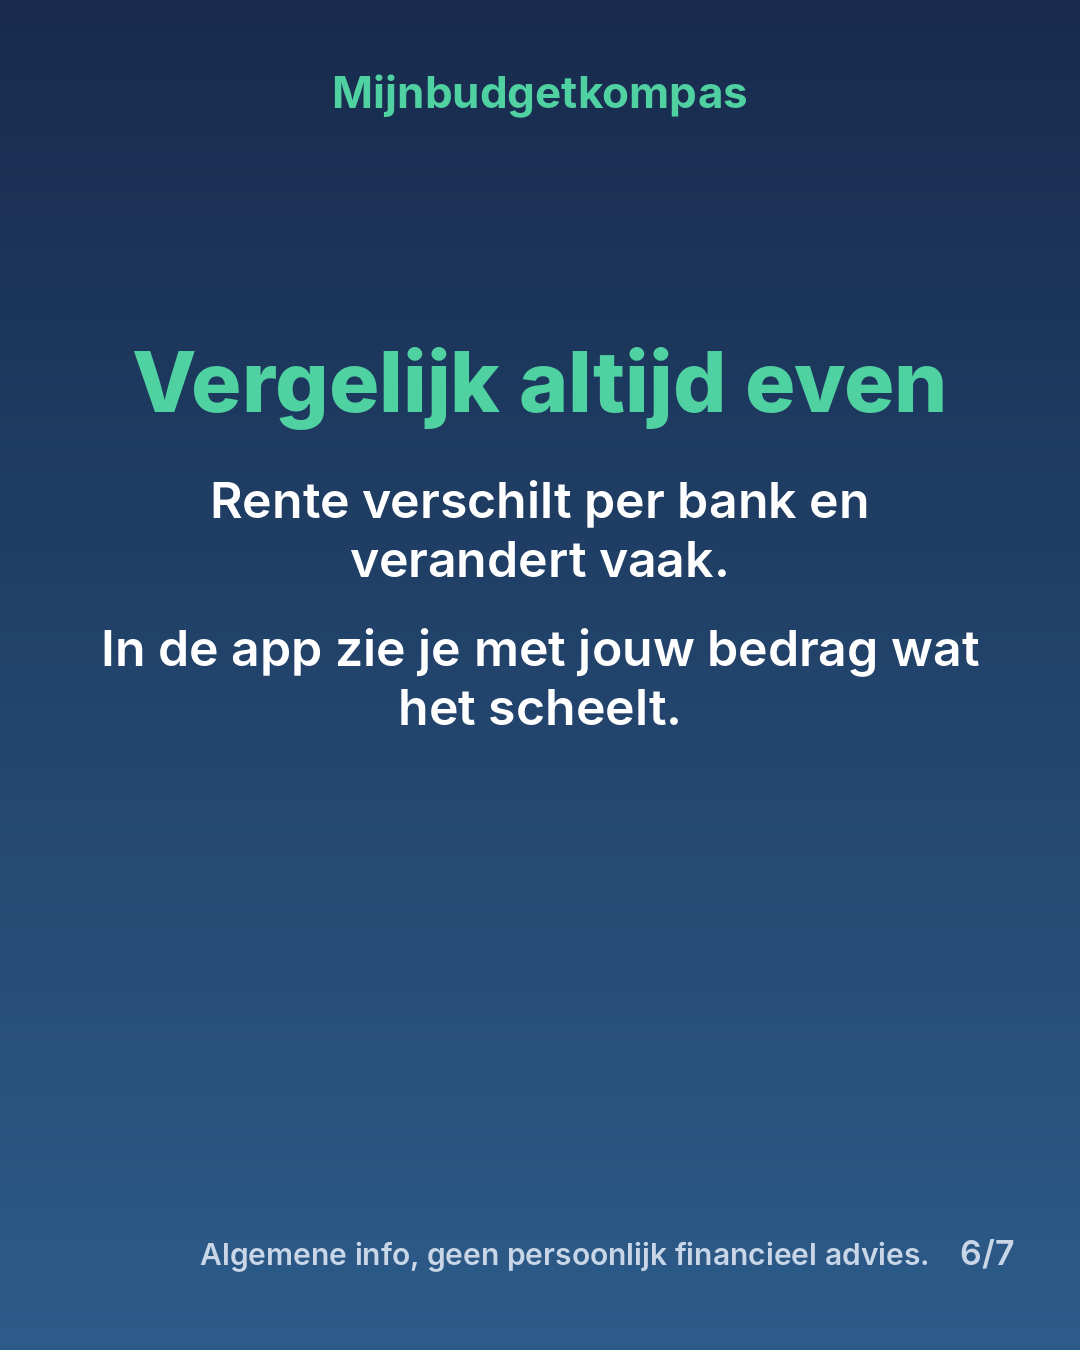 Mijnbudgetkompas
Vergelijk altijd even
Rente verschilt per bank en
verandert vaak.
In de app zie je met jouw bedrag wat
het scheelt.
Algemene info, geen persoonlijk financieel advies. 6/7